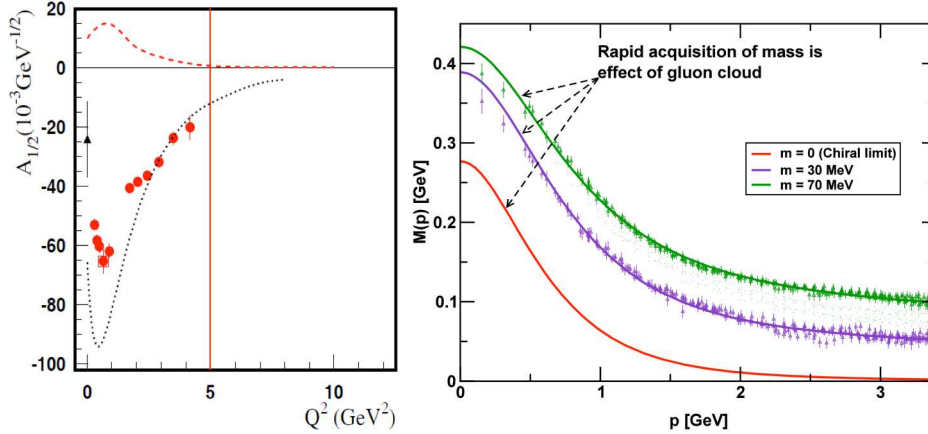 20
0
-20
-40
-60
-80
-100
A1/2(10-3GeV-1/2)
0
5
10
Q2 (GeV2)
Rapid acquisition of mass is
effect of gluon cloud
m = 0 (Chiral limit)
m = 30 MeV
m = 70 MeV
0.4
0.3
0.2
0.1
0
M(p) [GeV]
0
1
2
3
p [GeV]